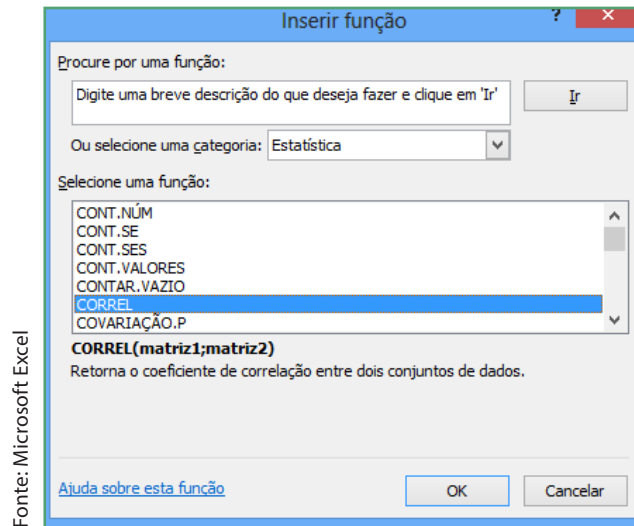 Inserir função
? ×
Procure por uma função:
Digite uma breve descrição do que deseja fazer e clique em 'Ir'
Ir
Ou selecione uma categoria: Estatística
Selecione uma função:
CONT.NÚM
CONT.SE
CONT.SES
CONT.VALORES
CONTAR.VAZIO
CORREL
COVARIAÇÃO.P
CORREL(matriz1;matriz2)
Retorna o coeficiente de correlação entre dois conjuntos de dados.
Ajuda sobre esta função
OK
Cancelar
Fonte: Microsoft Excel